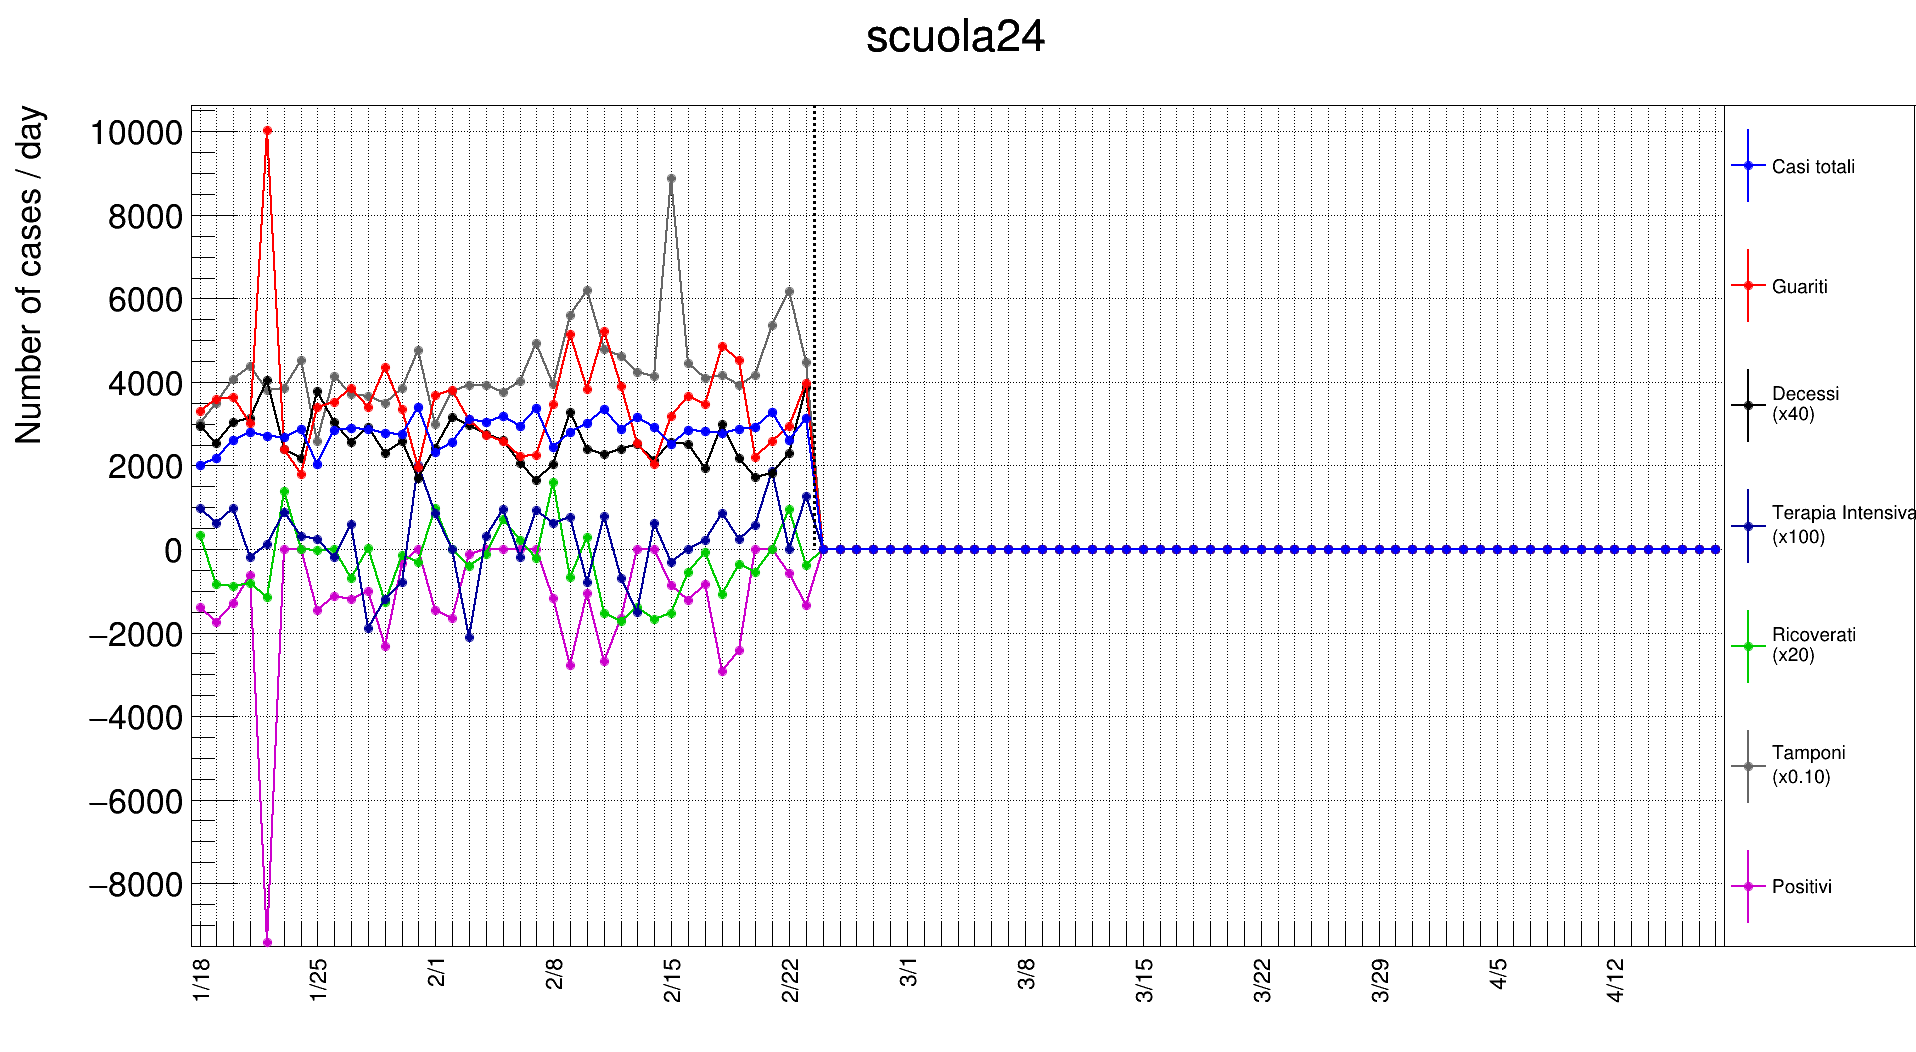 scuola24
Number of cases / day
10000
8000
6000
4000
2000
0
−2000
−4000
−6000
−8000
1/18
1/25
2/1
2/8
2/15
2/22
3/1
3/8
3/15
3/22
3/29
4/5
4/12
Casi totali
Guariti
Decessi
(x40)
Terapia Intensiva
(x100)
Ricoverati
(x20)
Tamponi
(x0.10)
Positivi